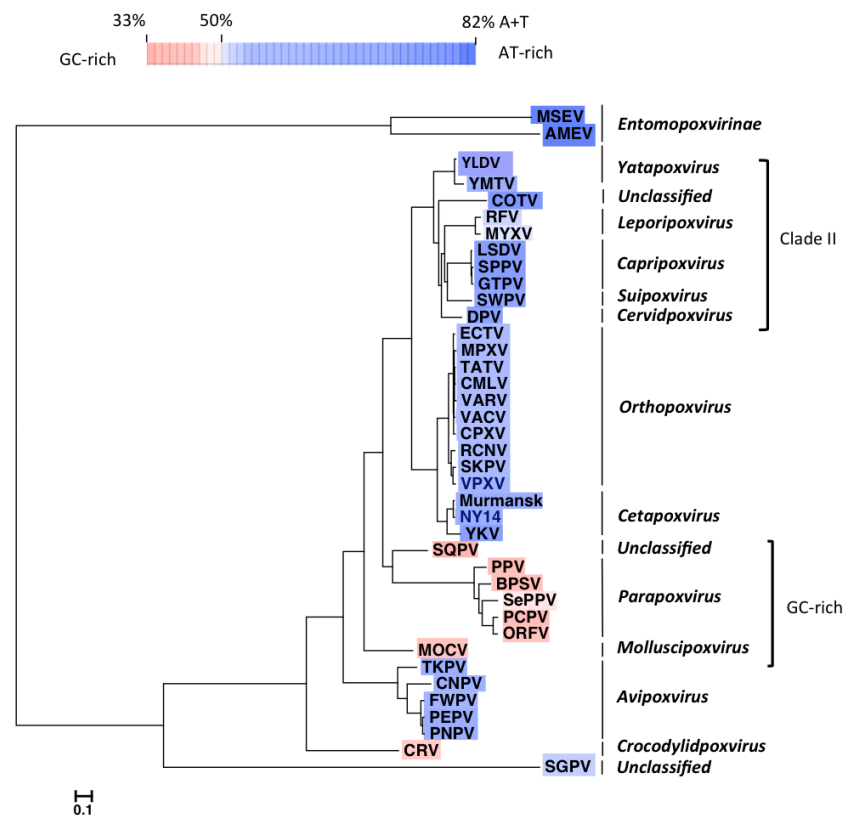 33% 50% 82% A+T
GC-rich AT-rich
MSEV
AMEV
Entomopoxvirinae
YLDV
YMTV
Yatapoxvirus
COTV Unclassified
RFV
MYXV
Leporipoxvirus
Clade II
LSDV
SPPV
GTPV
Capripoxvirus
SWPV Suipoxvirus
DPV Cervidpoxvirus
ECTV
MPXV
TATV
CMLV
VARV
VACV
CPXV
RCNV
SKPV
VPXV
Orthopoxvirus
Murmansk
NY14
YKV
Cetapoxvirus
SQPV Unclassified
PPV
BPSV
SePPV
PCPV
ORFV
Parapoxvirus
GC-rich
MOCV Molluscipoxvirus
TKPV
CNPV
FWPV
PEPV
PNPV
Avipoxvirus
CRV Crocodylidpoxvirus
SGPV Unclassified
0.1